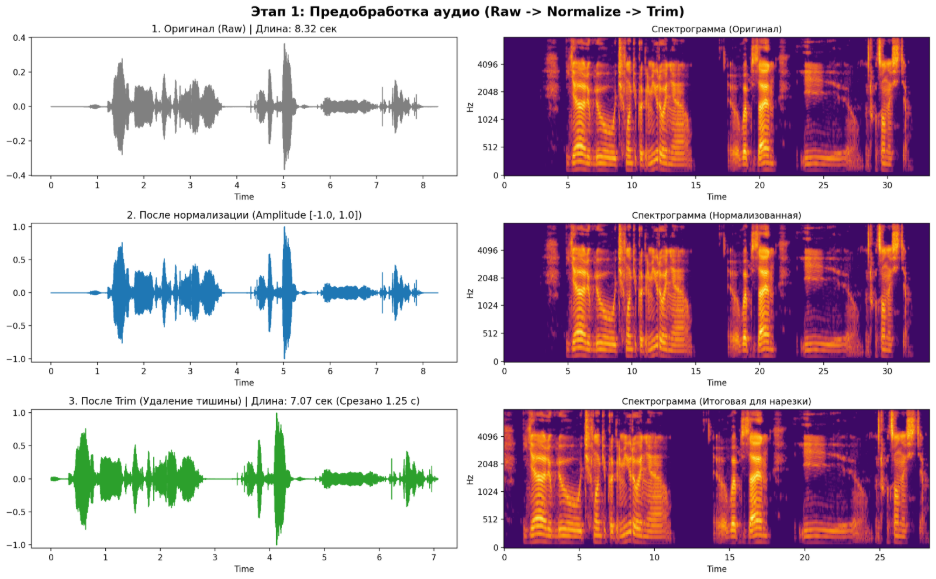 Этап 1: Предобработка аудио (Raw -> Normalize -> Trim)
1. Оригинал (Raw) | Длина: 8.32 сек
0.4
0.2
0.0
−0.2
−0.4
0 1 2 3 4 5 6 7 8
Time
Спектрограмма (Оригинал)
Hz
4096
2048
1024
512
0
0 5 10 15 20 25 30
Time
2. После нормализации (Amplitude [-1.0, 1.0])
1.0
0.5
0.0
−0.5
−1.0
0 1 2 3 4 5 6 7 8
Time
Спектрограмма (Нормализованная)
Hz
4096
2048
1024
512
0
0 5 10 15 20 25 30
Time
3. После Trim (Удаление тишины) | Длина: 7.07 сек (Срезано 1.25 с)
1.0
0.5
0.0
−0.5
−1.0
0 1 2 3 4 5 6 7
Time
Спектрограмма (Итоговая для нарезки)
Hz
4096
2048
1024
512
0
0 5 10 15 20 25
Time